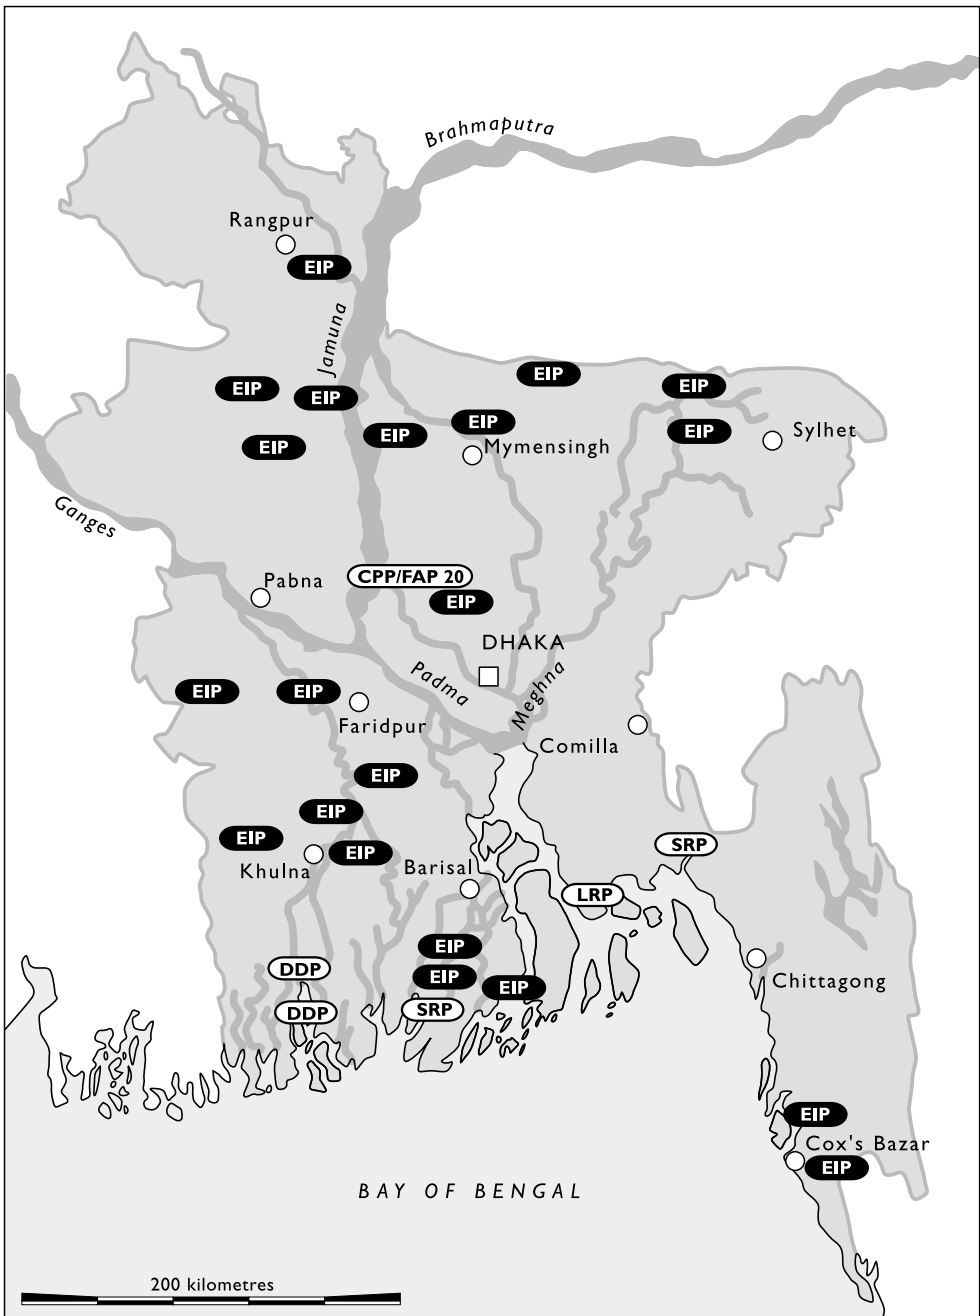 Brahmaputra
Rangpur
EIP
Jamuna
EIP
EIP
EIP
EIP
EIP
EIP
EIP
EIP
Sylhet
Mymensingh
Ganges
CPP/FAP 20
Pabna
EIP
DHAKA
Padma
Meghna
EIP
EIP
Faridpur
Comilla
EIP
EIP
EIP
EIP
SRP
Khulna
Barisal
LRP
EIP
DDP
EIP
EIP
Chittagong
DDP
SRP
EIP
Cox's Bazar
EIP
BAY OF BENGAL
200 kilometres